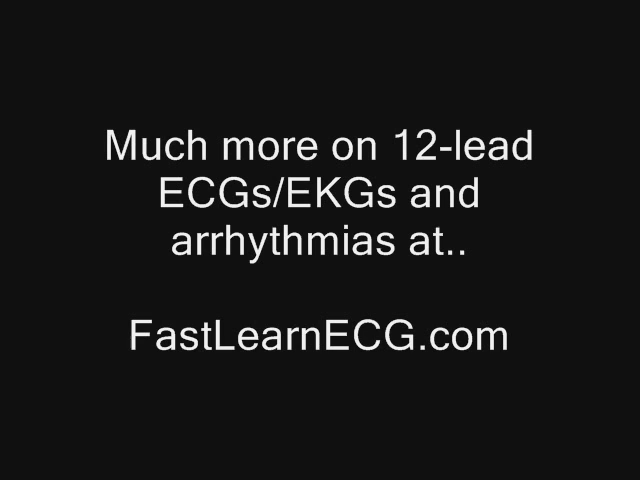 Much more on 12-lead
ECGs/EKGs and
arrhythmias at..
FastLearnECG.com